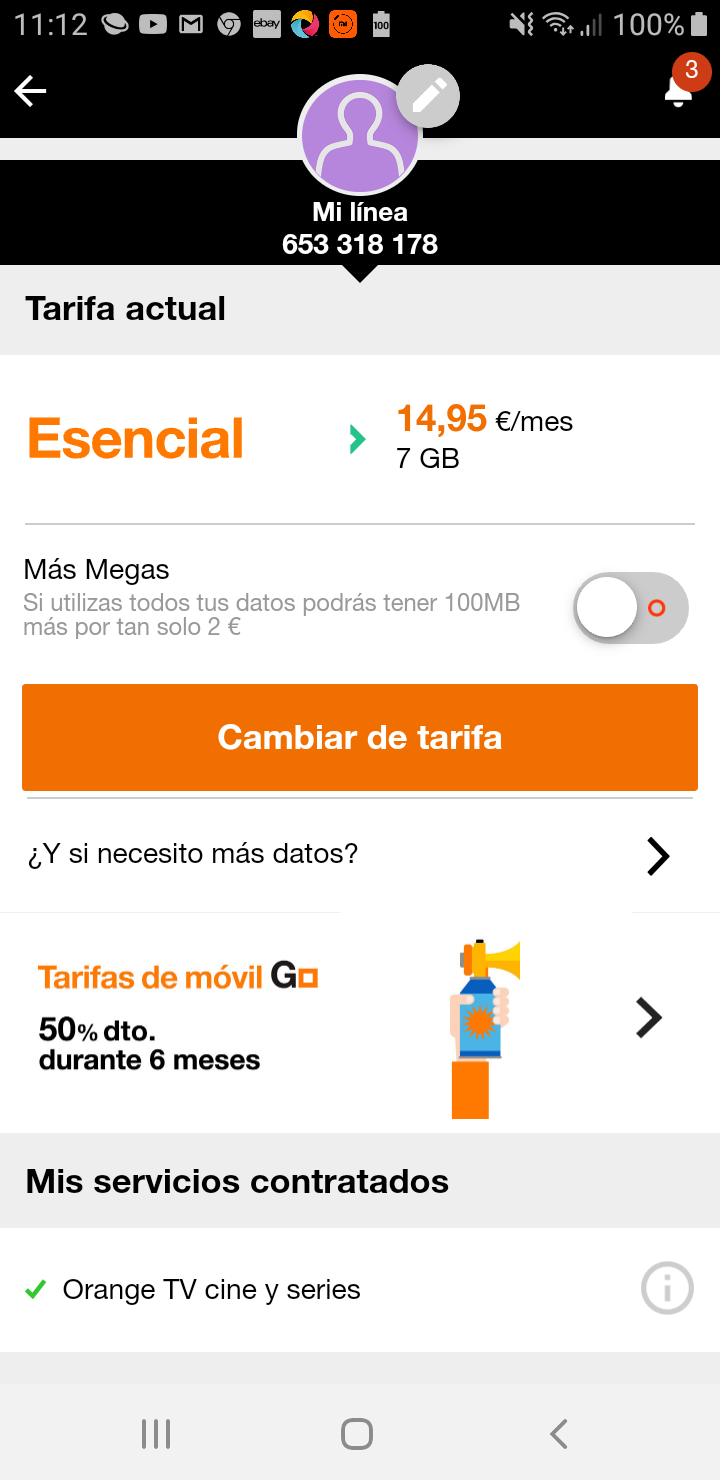 11:12
ebay
100
100%
3
Mi línea
653 318 178
Tarifa actual
Esencial
14,95 €/mes
7 GB
Más Megas
Si utilizas todos tus datos podrás tener 100MB
más por tan solo 2 €
Cambiar de tarifa
¿Y si necesito más datos?
Tarifas de móvil Go
50% dto.
durante 6 meses
Mis servicios contratados
Orange TV cine y series